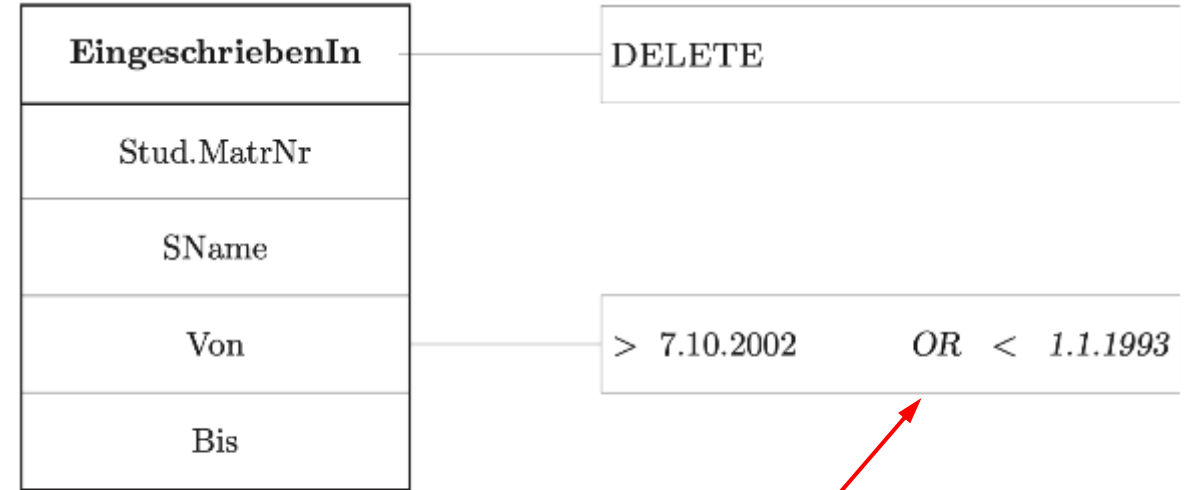 EingeschriebenIn DELETE
Stud.MatrNr
SName
Von > 7.10.2002 OR < 1.1.1993
Bis